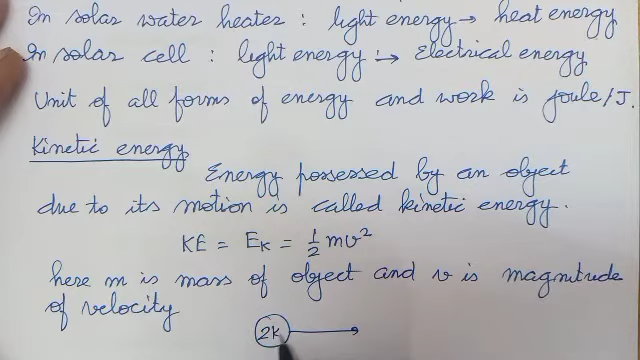 In solar water heater : light energy → heat energy
In solar cell : light energy :→ Electrical energy
Unit of all forms of energy and work is joule/J.
Kinetic energy
Energy possessed by an object
due to its motion is called kinetic energy.
KE = E_K = 1/2 mv²
here m is mass of object and v is magnitude
of velocity
2K